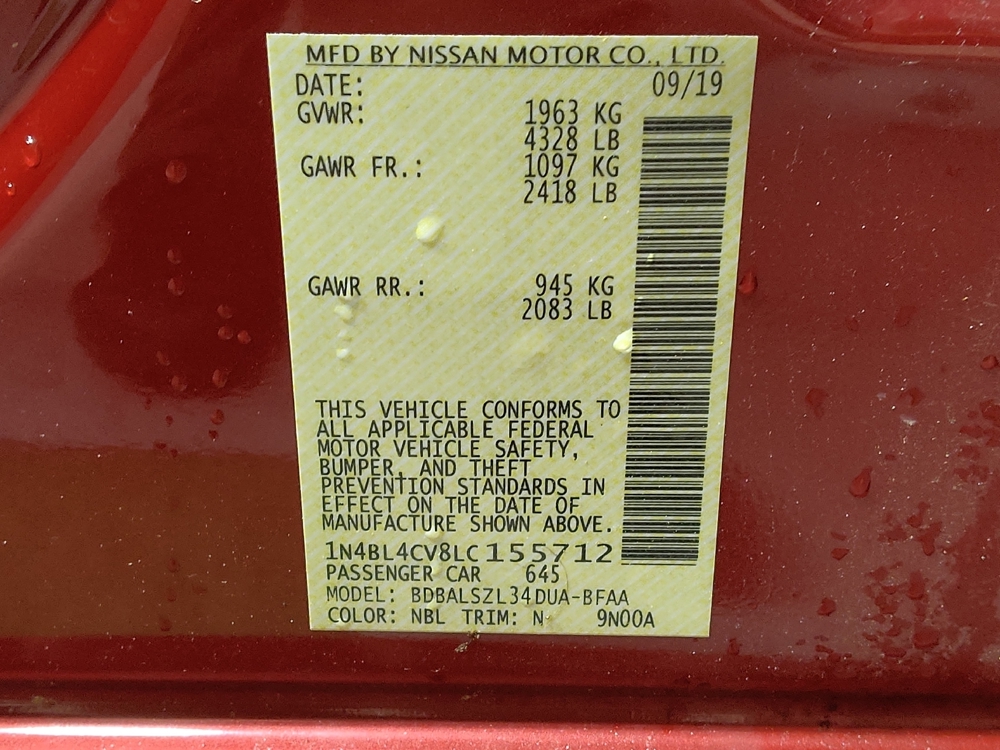 MFD BY NISSAN MOTOR CO., LTD.
DATE: 09/19
GVWR: 1963 KG
4328 LB
GAWR FR.: 1097 KG
2418 LB
GAWR RR.: 945 KG
2083 LB
THIS VEHICLE CONFORMS TO
ALL APPLICABLE FEDERAL
MOTOR VEHICLE SAFETY,
BUMPER, AND THEFT
PREVENTION STANDARDS IN
EFFECT ON THE DATE OF
MANUFACTURE SHOWN ABOVE.
1N4BL4CV8LC155712
PASSENGER CAR 645
MODEL: BDBALSZL34DUA-BFAA
COLOR: NBL TRIM: N 9N00A